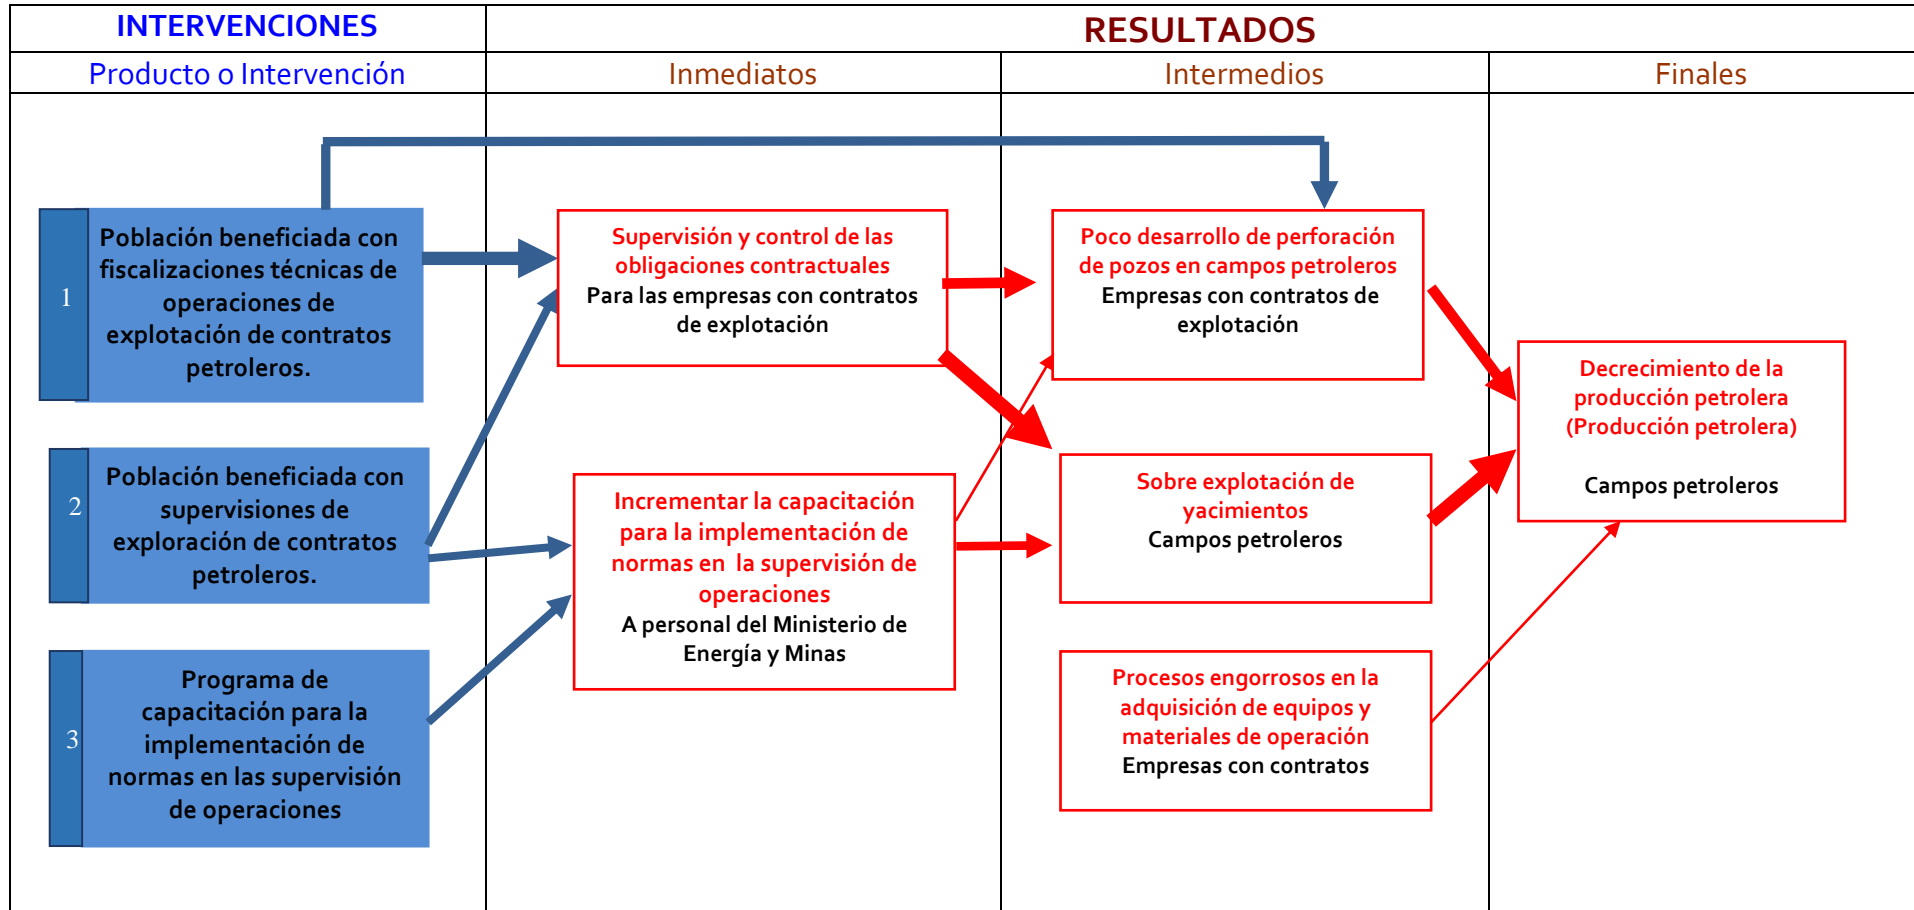 INTERVENCIONES
RESULTADOS
Producto o Intervención
Inmediatos
Intermedios
Finales
1
Población beneficiada con
fiscalizaciones técnicas de
operaciones de
explotación de contratos
petroleros.
2
Población beneficiada con
supervisiones de
exploración de contratos
petroleros.
3
Programa de
capacitación para la
implementación de
normas en las supervisión
de operaciones
Supervisión y control de las
obligaciones contractuales
Para las empresas con contratos
de explotación
Incrementar la capacitación
para la implementación de
normas en  la supervisión de
operaciones
A personal del Ministerio de
Energía y Minas
Poco desarrollo de perforación
de pozos en campos petroleros
Empresas con contratos de
explotación
Sobre explotación de
yacimientos
Campos petroleros
Procesos engorrosos en la
adquisición de equipos y
materiales de operación
Empresas con contratos
Decrecimiento de la
producción petrolera
(Producción petrolera)
Campos petroleros